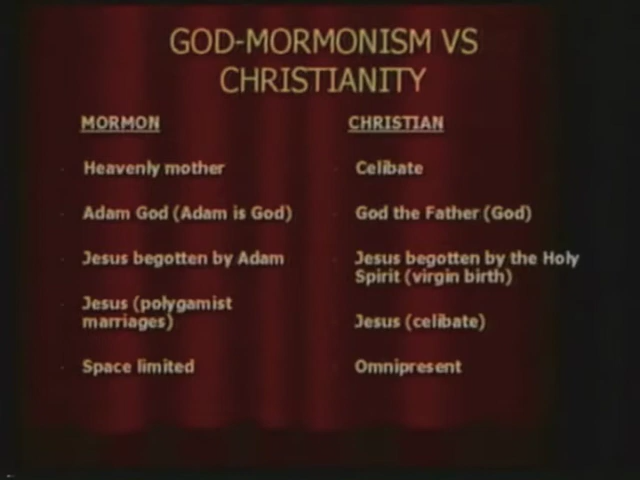 GOD-MORMONISM VS
CHRISTIANITY
MORMON
Heavenly mother
Adam God (Adam is God)
Jesus begotten by Adam
Jesus (polygamist
marriages)
Space limited
CHRISTIAN
Celibate
God the Father (God)
Jesus begotten by the Holy
Spirit (virgin birth)
Jesus (celibate)
Omnipresent